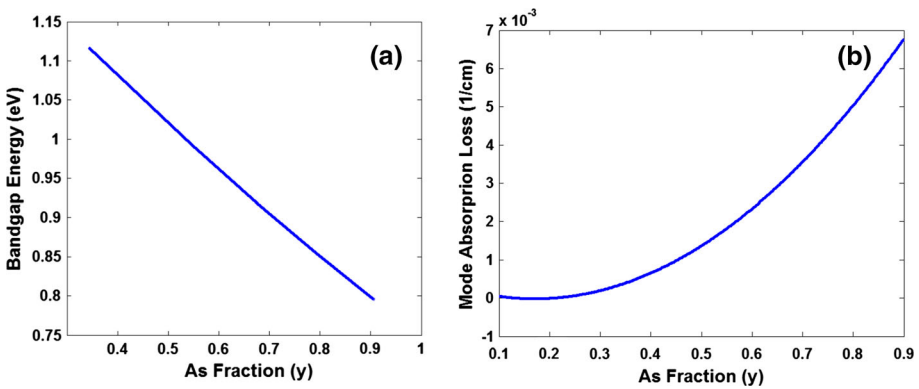 (a)
Bandgap Energy (eV)
1.15
1.1
1.05
1
0.95
0.9
0.85
0.8
0.75
0.4 0.5 0.6 0.7 0.8 0.9 1
As Fraction (y)
x 10⁻³
(b)
Mode Absorprion Loss (1/cm)
7
6
5
4
3
2
1
0
-1
0.1 0.2 0.3 0.4 0.5 0.6 0.7 0.8 0.9
As Fraction (y)